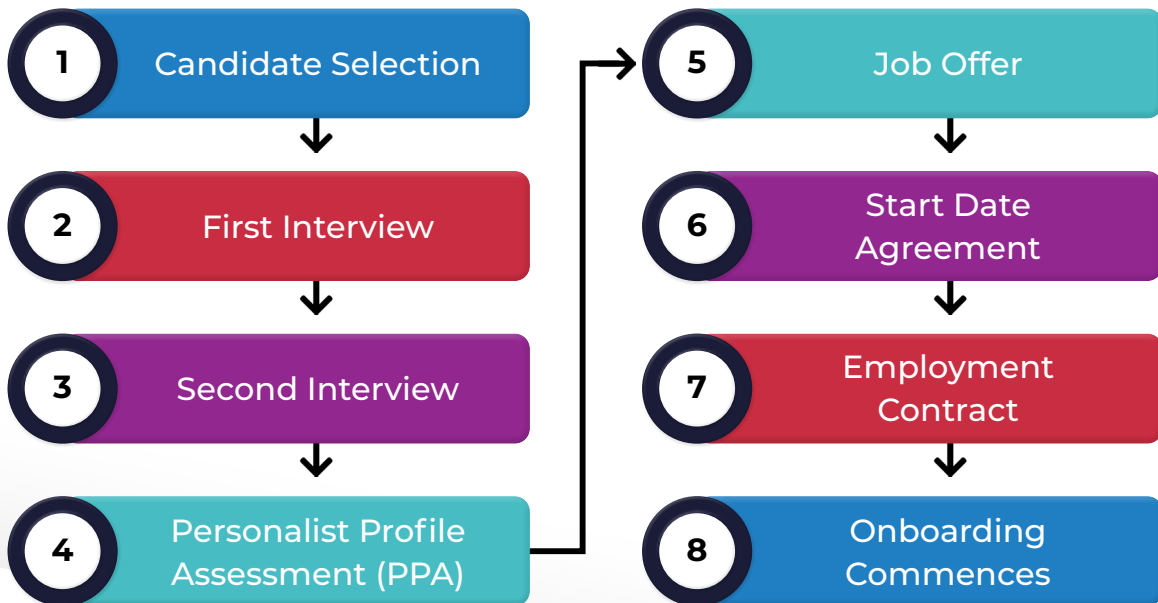 1
Candidate Selection
2
First Interview
3
Second Interview
4
Personalist Profile
Assessment (PPA)
5
Job Offer
6
Start Date
Agreement
7
Employment
Contract
8
Onboarding
Commences